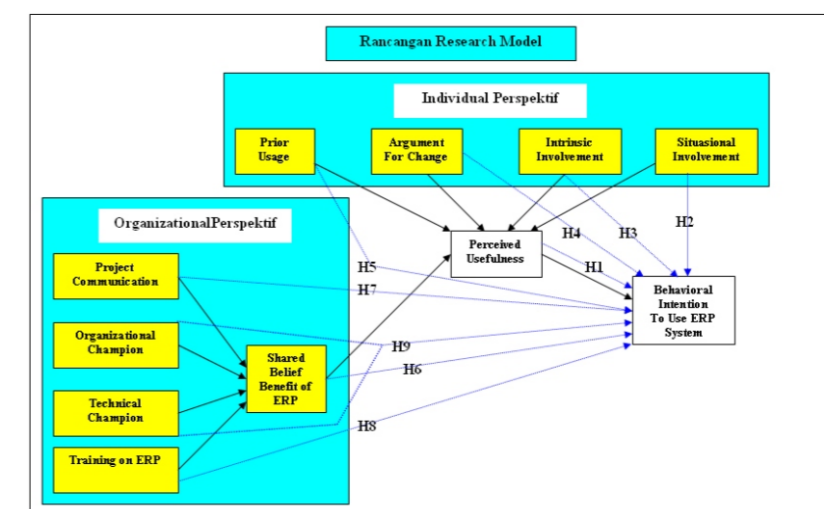 Rancangan Research Model
Individual Perspektif
Prior
Usage
Argument
For Change
Intrinsic
Involvement
Situasional
Involvement
OrganizationalPerspektif
Project
Communication
Organizational
Champion
Technical
Champion
Training on ERP
Shared
Belief
Benefit of
ERP
Perceived
Usefulness
Behavioral
Intention
To Use ERP
System
H4
H3
H2
H1
H5
H7
H9
H6
H8